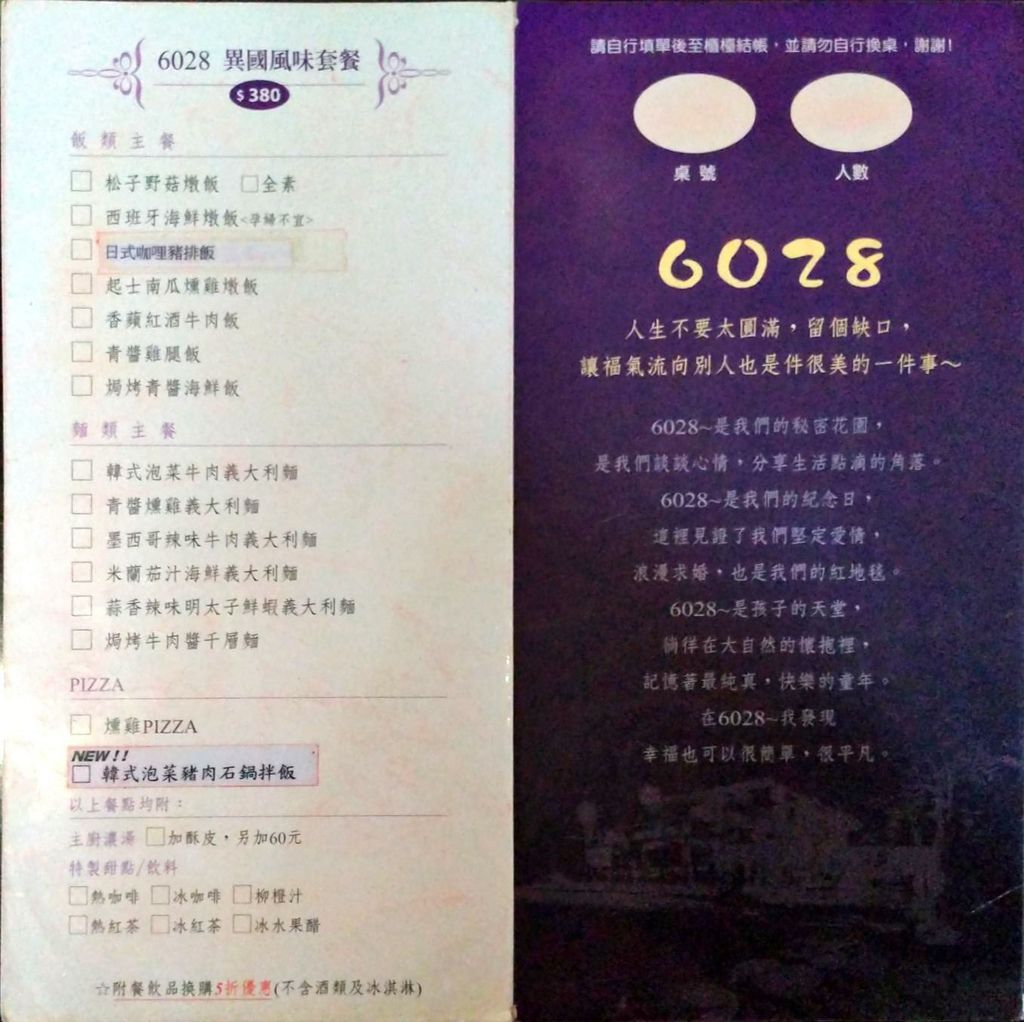 6028 異國風味套餐
$ 380
飯類主餐
□ 松子野菇燉飯 □全素
□ 西班牙海鮮燉飯<孕婦不宜>
□ 日式咖哩豬排飯
□ 起士南瓜燻雞燉飯
□ 香蘋紅酒牛肉飯
□ 青醬雞腿飯
□ 焗烤青醬海鮮飯
麵類主餐
□ 韓式泡菜牛肉義大利麵
□ 青醬燻雞義大利麵
□ 墨西哥辣味牛肉義大利麵
□ 米蘭茄汁海鮮義大利麵
□ 蒜香辣味明太子鮮蝦義大利麵
□ 焗烤牛肉醬千層麵
PIZZA
□ 燻雞PIZZA
NEW!!
□ 韓式泡菜豬肉石鍋拌飯
以上餐點均附：
主廚濃湯 □加酥皮，另加60元
特製甜點/飲料
□熱咖啡 □冰咖啡 □柳橙汁
□熱紅茶 □冰紅茶 □冰水果醋
☆附餐飲品換購5折優惠(不含酒類及冰淇淋)
請自行填單後至櫃檯結帳，並請勿自行換桌，謝謝!
桌號 人數
6028
人生不要太圓滿，留個缺口，
讓福氣流向別人也是件很美的一件事～
6028~是我們的秘密花園，
是我們談談心情，分享生活點滴的角落。
6028~是我們的紀念日，
這裡見證了我們堅定愛情，
浪漫求婚，也是我們的紅地毯。
6028~是孩子的天堂，
徜徉在大自然的懷抱裡，
記憶著最純真，快樂的童年。
在6028~我發現
幸福也可以很簡單，很平凡。